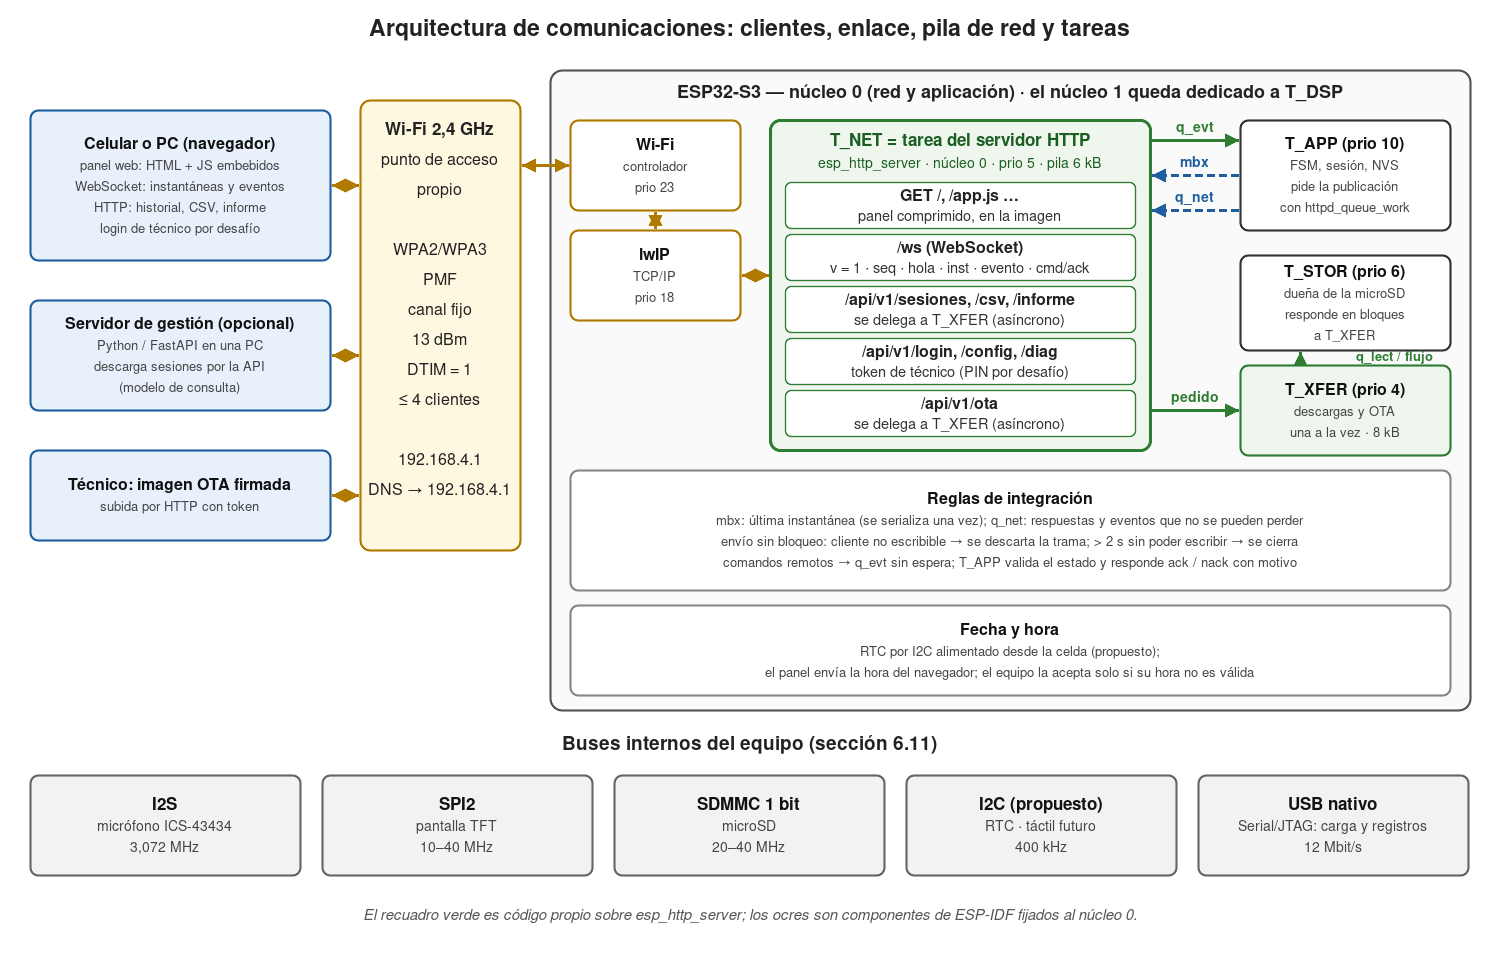 Arquitectura de comunicaciones: clientes, enlace, pila de red y tareas
Celular o PC (navegador)
panel web: HTML + JS embebidos
WebSocket: instantáneas y eventos
HTTP: historial, CSV, informe
login de técnico por desafío
Servidor de gestión (opcional)
Python / FastAPI en una PC
descarga sesiones por la API
(modelo de consulta)
Técnico: imagen OTA firmada
subida por HTTP con token
Wi-Fi 2,4 GHz
punto de acceso
propio
WPA2/WPA3
PMF
canal fijo
13 dBm
DTIM = 1
≤ 4 clientes
192.168.4.1
DNS → 192.168.4.1
ESP32-S3 — núcleo 0 (red y aplicación) · el núcleo 1 queda dedicado a T_DSP
Wi-Fi
controlador
prio 23
lwIP
TCP/IP
prio 18
T_NET = tarea del servidor HTTP
esp_http_server · núcleo 0 · prio 5 · pila 6 kB
GET /, /app.js ...
panel comprimido, en la imagen
/ws (WebSocket)
v = 1 · seq · hola · inst · evento · cmd/ack
/api/v1/sesiones, /csv, /informe
se delega a T_XFER (asíncrono)
/api/v1/login, /config, /diag
token de técnico (PIN por desafío)
/api/v1/ota
se delega a T_XFER (asíncrono)
q_evt
mbx
q_net
pedido
T_APP (prio 10)
FSM, sesión, NVS
pide la publicación
con httpd_queue_work
T_STOR (prio 6)
dueña de la microSD
responde en bloques
a T_XFER
q_lect / flujo
T_XFER (prio 4)
descargas y OTA
una a la vez · 8 kB
Reglas de integración
mbx: última instantánea (se serializa una vez); q_net: respuestas y eventos que no se pueden perder
envío sin bloqueo: cliente no escribible → se descarta la trama; > 2 s sin poder escribir → se cierra
comandos remotos → q_evt sin espera; T_APP valida el estado y responde ack / nack con motivo
Fecha y hora
RTC por I2C alimentado desde la celda (propuesto);
el panel envía la hora del navegador; el equipo la acepta solo si su hora no es válida
Buses internos del equipo (sección 6.11)
I2S
micrófono ICS-43434
3,072 MHz
SPI2
pantalla TFT
10–40 MHz
SDMMC 1 bit
microSD
20–40 MHz
I2C (propuesto)
RTC · táctil futuro
400 kHz
USB nativo
Serial/JTAG: carga y registros
12 Mbit/s
El recuadro verde es código propio sobre esp_http_server; los ocres son componentes de ESP-IDF fijados al núcleo 0.